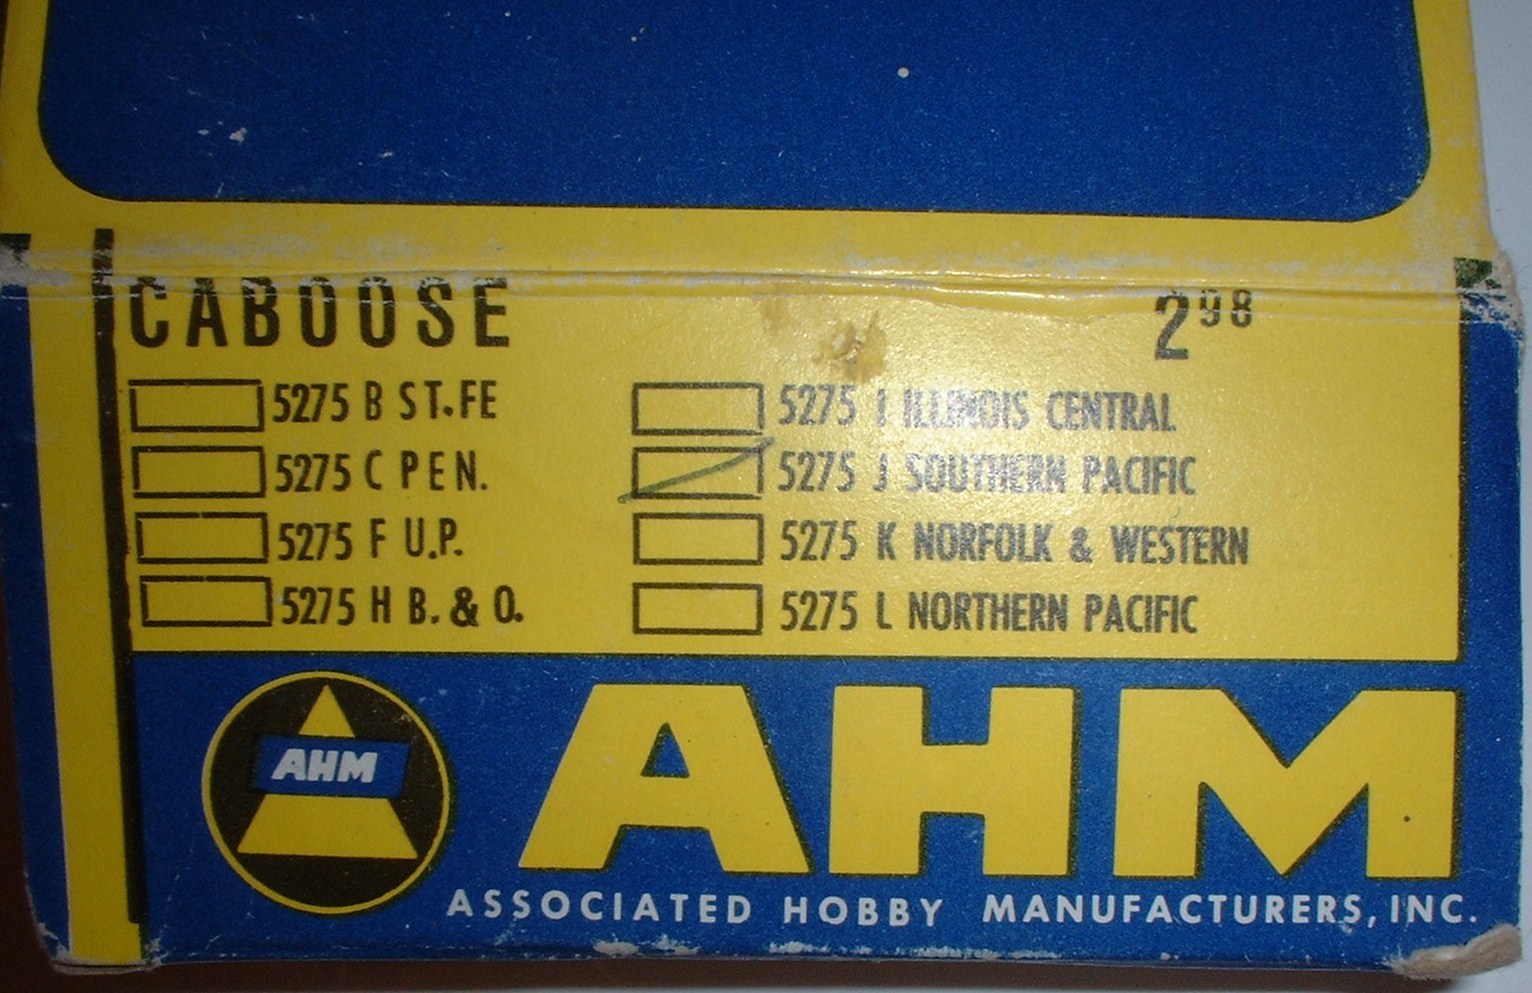 CABOOSE 2.98
5275 B ST.FE
5275 C PEN.
5275 F U.P.
5275 H B. & O.
5275 I ILLINOIS CENTRAL
5275 J SOUTHERN PACIFIC
5275 K NORFOLK & WESTERN
5275 L NORTHERN PACIFIC
AHM
AHM
ASSOCIATED HOBBY MANUFACTURERS, INC.